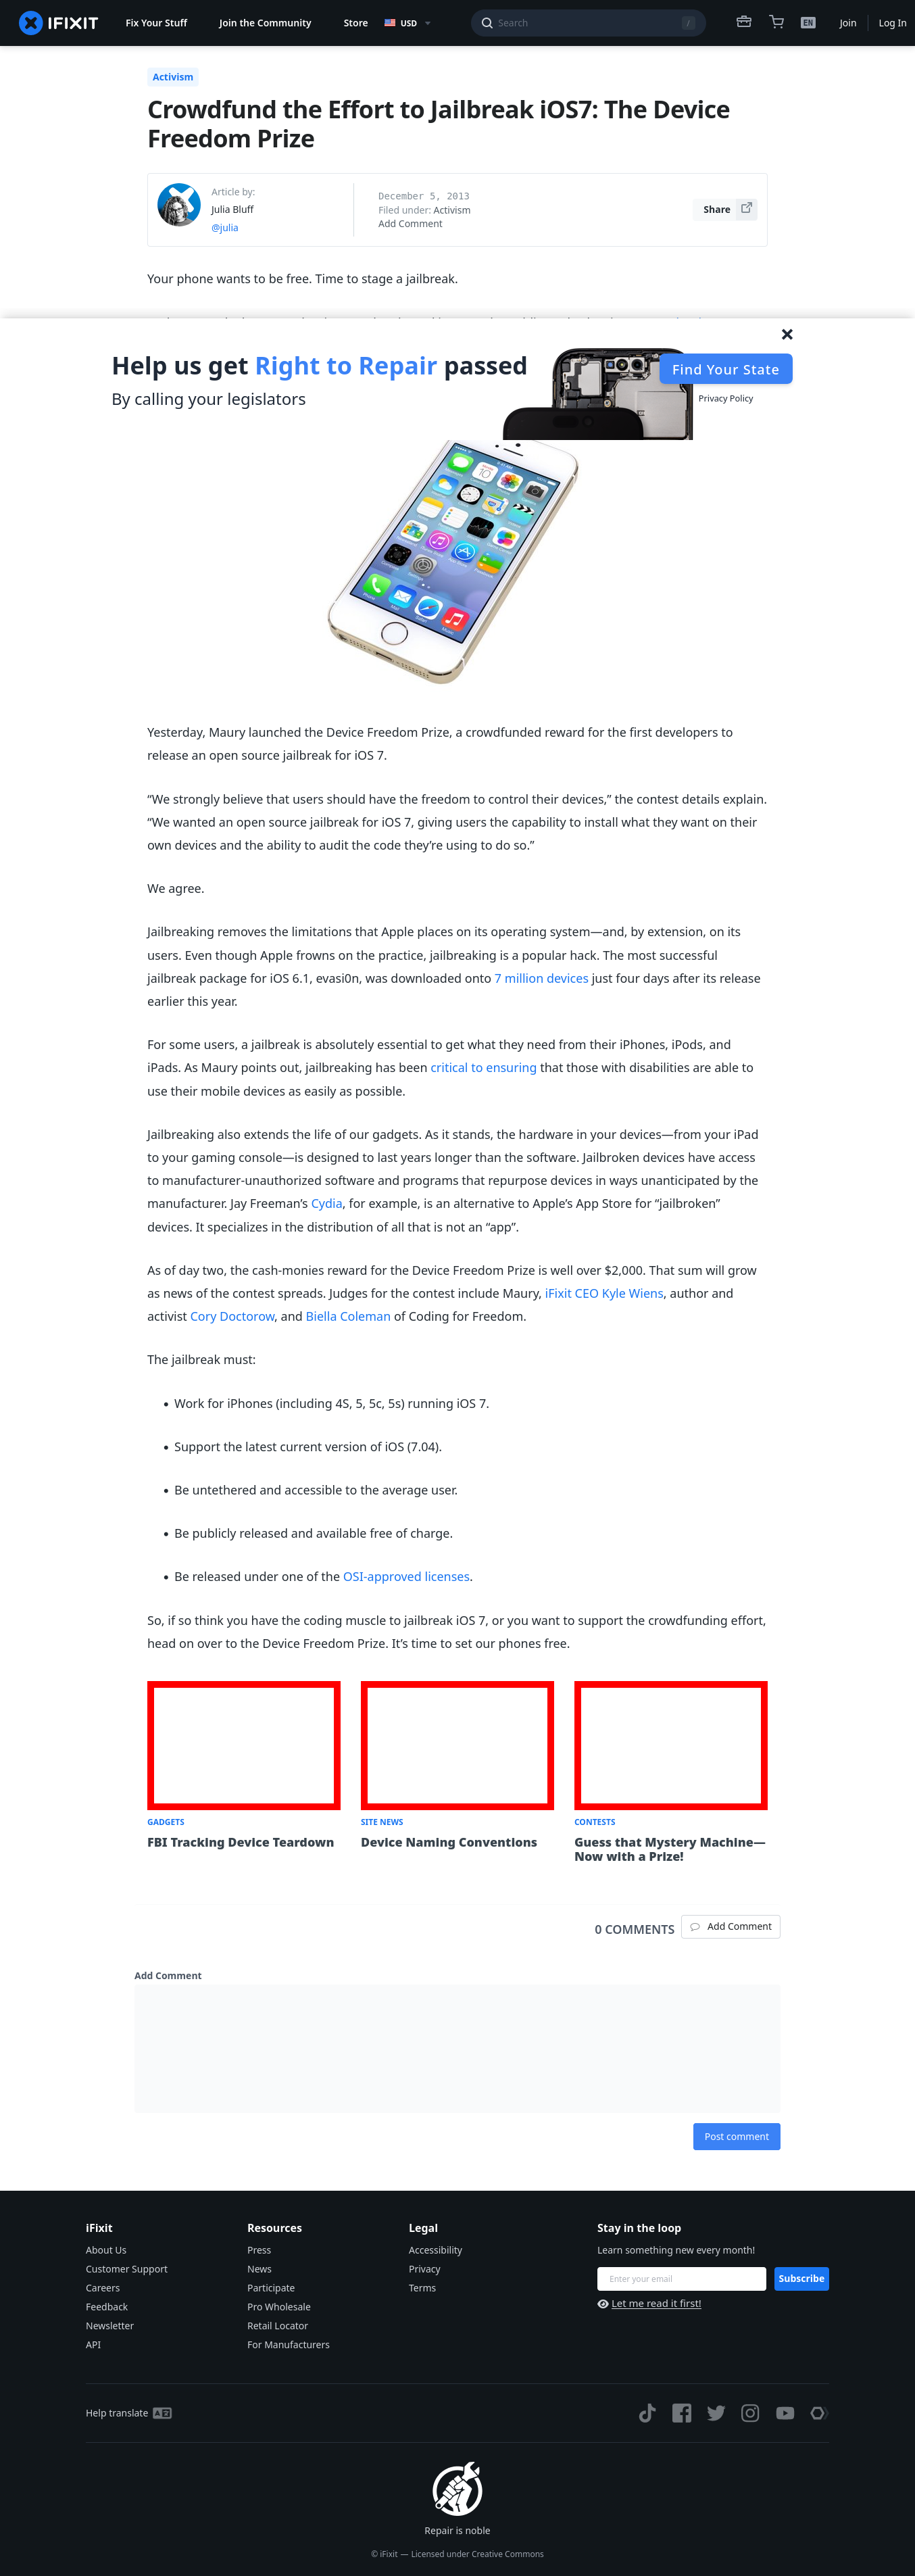 IFIXIT
Fix Your Stuff
Join the Community
Store
USD
Search
/
EN
Join
Log In
Activism
Crowdfund the Effort to Jailbreak iOS7: The Device
Freedom Prize
Article by:
Julia Bluff
@julia
December 5, 2013
Filed under: Activism
Add Comment
Share
Your phone wants to be free. Time to stage a jailbreak.
Help us get Right to Repair passed
By calling your legislators
Find Your State
Privacy Policy
Yesterday, Maury launched the Device Freedom Prize, a crowdfunded reward for the first developers to
release an open source jailbreak for iOS 7.
“We strongly believe that users should have the freedom to control their devices,” the contest details explain.
“We wanted an open source jailbreak for iOS 7, giving users the capability to install what they want on their
own devices and the ability to audit the code they’re using to do so.”
We agree.
Jailbreaking removes the limitations that Apple places on its operating system—and, by extension, on its
users. Even though Apple frowns on the practice, jailbreaking is a popular hack. The most successful
jailbreak package for iOS 6.1, evasi0n, was downloaded onto 7 million devices just four days after its release
earlier this year.
For some users, a jailbreak is absolutely essential to get what they need from their iPhones, iPods, and
iPads. As Maury points out, jailbreaking has been critical to ensuring that those with disabilities are able to
use their mobile devices as easily as possible.
Jailbreaking also extends the life of our gadgets. As it stands, the hardware in your devices—from your iPad
to your gaming console—is designed to last years longer than the software. Jailbroken devices have access
to manufacturer-unauthorized software and programs that repurpose devices in ways unanticipated by the
manufacturer. Jay Freeman’s Cydia, for example, is an alternative to Apple’s App Store for “jailbroken”
devices. It specializes in the distribution of all that is not an “app”.
As of day two, the cash-monies reward for the Device Freedom Prize is well over $2,000. That sum will grow
as news of the contest spreads. Judges for the contest include Maury, iFixit CEO Kyle Wiens, author and
activist Cory Doctorow, and Biella Coleman of Coding for Freedom.
The jailbreak must:
• Work for iPhones (including 4S, 5, 5c, 5s) running iOS 7.
• Support the latest current version of iOS (7.04).
• Be untethered and accessible to the average user.
• Be publicly released and available free of charge.
• Be released under one of the OSI-approved licenses.
So, if so think you have the coding muscle to jailbreak iOS 7, or you want to support the crowdfunding effort,
head on over to the Device Freedom Prize. It’s time to set our phones free.
GADGETS
FBI Tracking Device Teardown
SITE NEWS
Device Naming Conventions
CONTESTS
Guess that Mystery Machine—
Now with a Prize!
0 COMMENTS
Add Comment
Add Comment
Post comment
iFixit
About Us
Customer Support
Careers
Feedback
Newsletter
API
Resources
Press
News
Participate
Pro Wholesale
Retail Locator
For Manufacturers
Legal
Accessibility
Privacy
Terms
Stay in the loop
Learn something new every month!
Enter your email
Subscribe
Let me read it first!
Help translate
Repair is noble
© iFixit — Licensed under Creative Commons